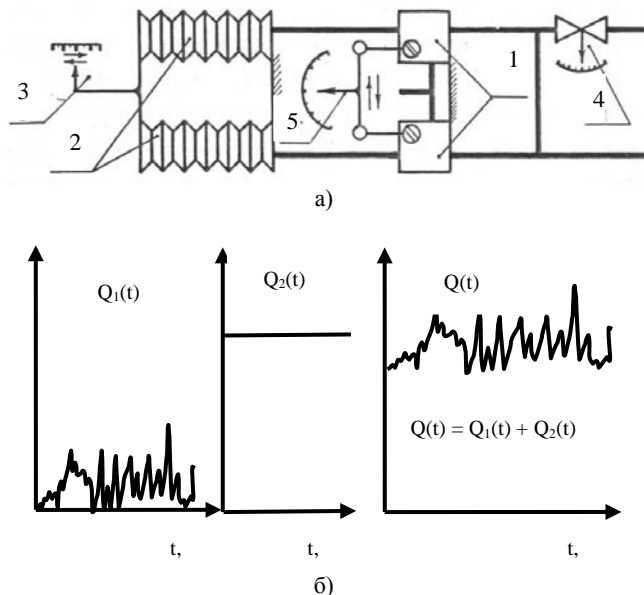 3
2
5
1
4
а)
Q₁(t)
Q₂(t)
Q(t)
Q(t) = Q₁(t) + Q₂(t)
t,
t,
t,
б)